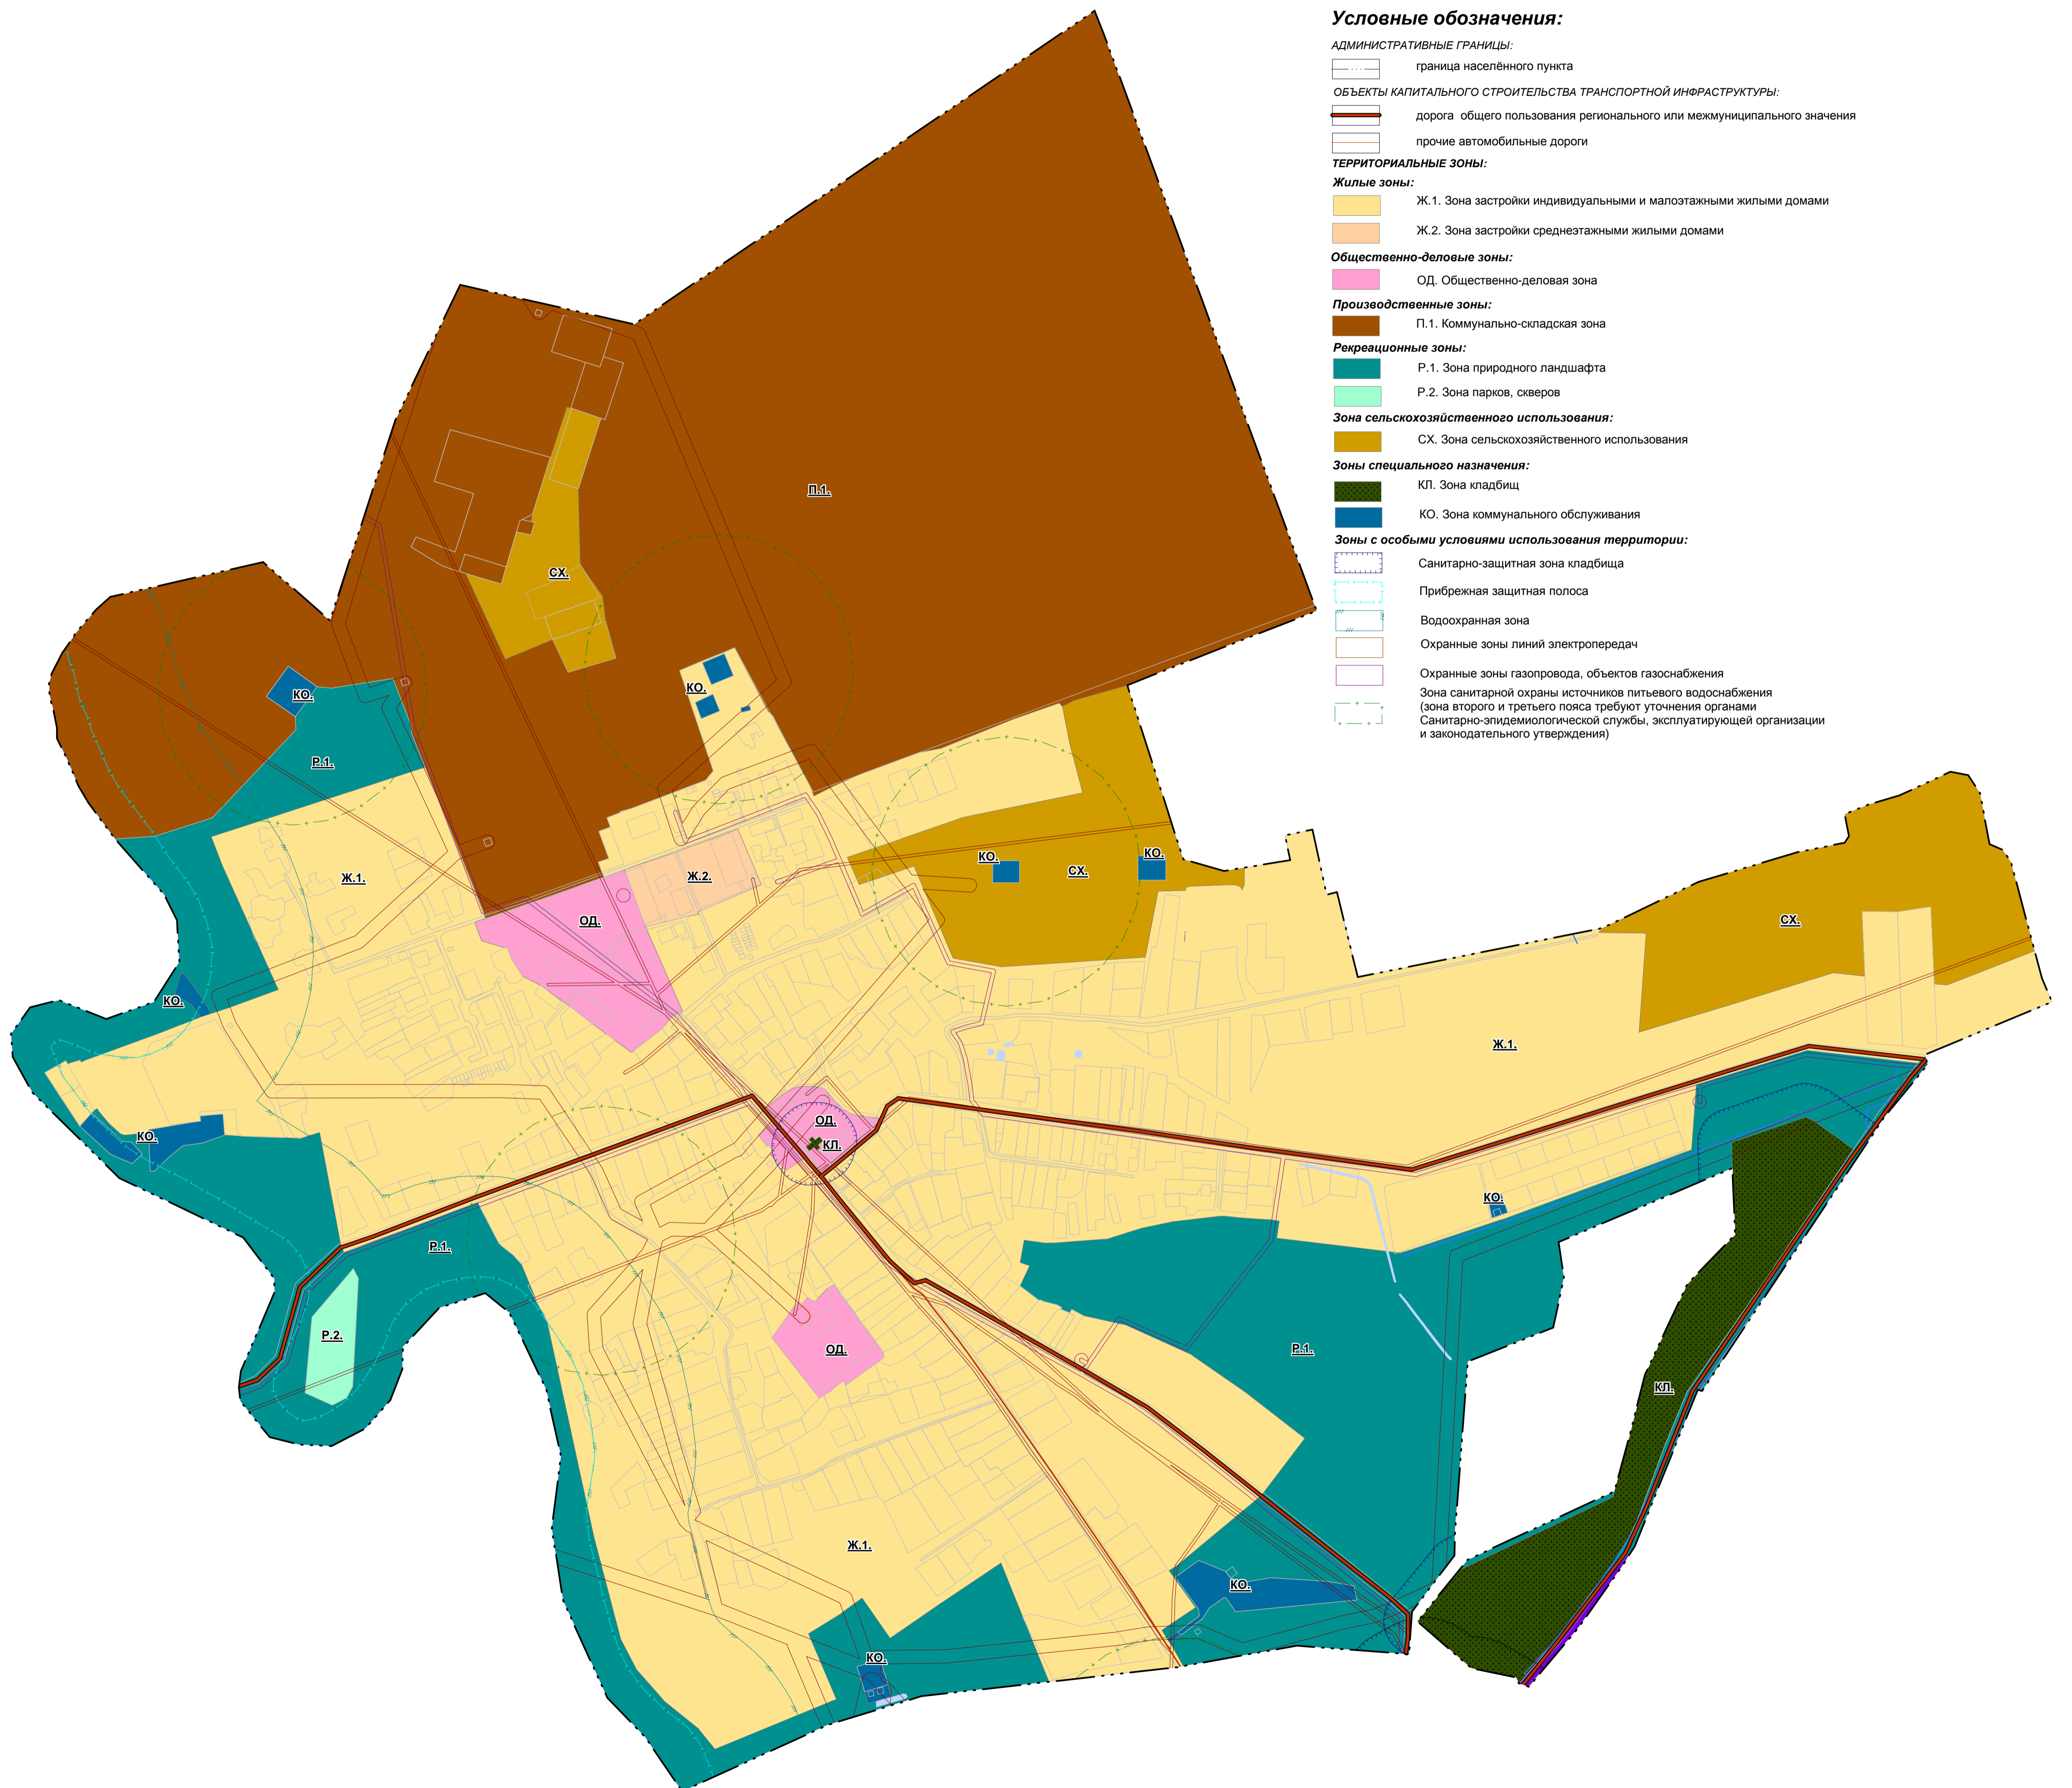 Условные обозначения:
АДМИНИСТРАТИВНЫЕ ГРАНИЦЫ:
граница населённого пункта
ОБЪЕКТЫ КАПИТАЛЬНОГО СТРОИТЕЛЬСТВА ТРАНСПОРТНОЙ ИНФРАСТРУКТУРЫ:
дорога общего пользования регионального или межмуниципального значения
прочие автомобильные дороги
ТЕРРИТОРИАЛЬНЫЕ ЗОНЫ:
Жилые зоны:
Ж.1. Зона застройки индивидуальными и малоэтажными жилыми домами
Ж.2. Зона застройки среднеэтажными жилыми домами
Общественно-деловые зоны:
ОД. Общественно-деловая зона
Производственные зоны:
П.1. Коммунально-складская зона
Рекреационные зоны:
Р.1. Зона природного ландшафта
Р.2. Зона парков, скверов
Зона сельскохозяйственного использования:
СХ. Зона сельскохозяйственного использования
Зоны специального назначения:
КЛ. Зона кладбищ
КО. Зона коммунального обслуживания
Зоны с особыми условиями использования территории:
Санитарно-защитная зона кладбища
Прибрежная защитная полоса
Водоохранная зона
Охранные зоны линий электропередач
Охранные зоны газопровода, объектов газоснабжения
Зона санитарной охраны источников питьевого водоснабжения
(зона второго и третьего пояса требуют уточнения органами
Санитарно-эпидемиологической службы, эксплуатирующей организации
и законодательного утверждения)
П.1.
СХ.
КО.
КО.
Р.1.
КО.
КО.
СХ.
Ж.1.
Ж.2.
ОД.
СХ.
КО.
Ж.1.
ОД.
КО.
КЛ.
КО.
Р.1.
Р.2.
ОД.
Р.1.
КЛ.
Ж.1.
КО.
КО.